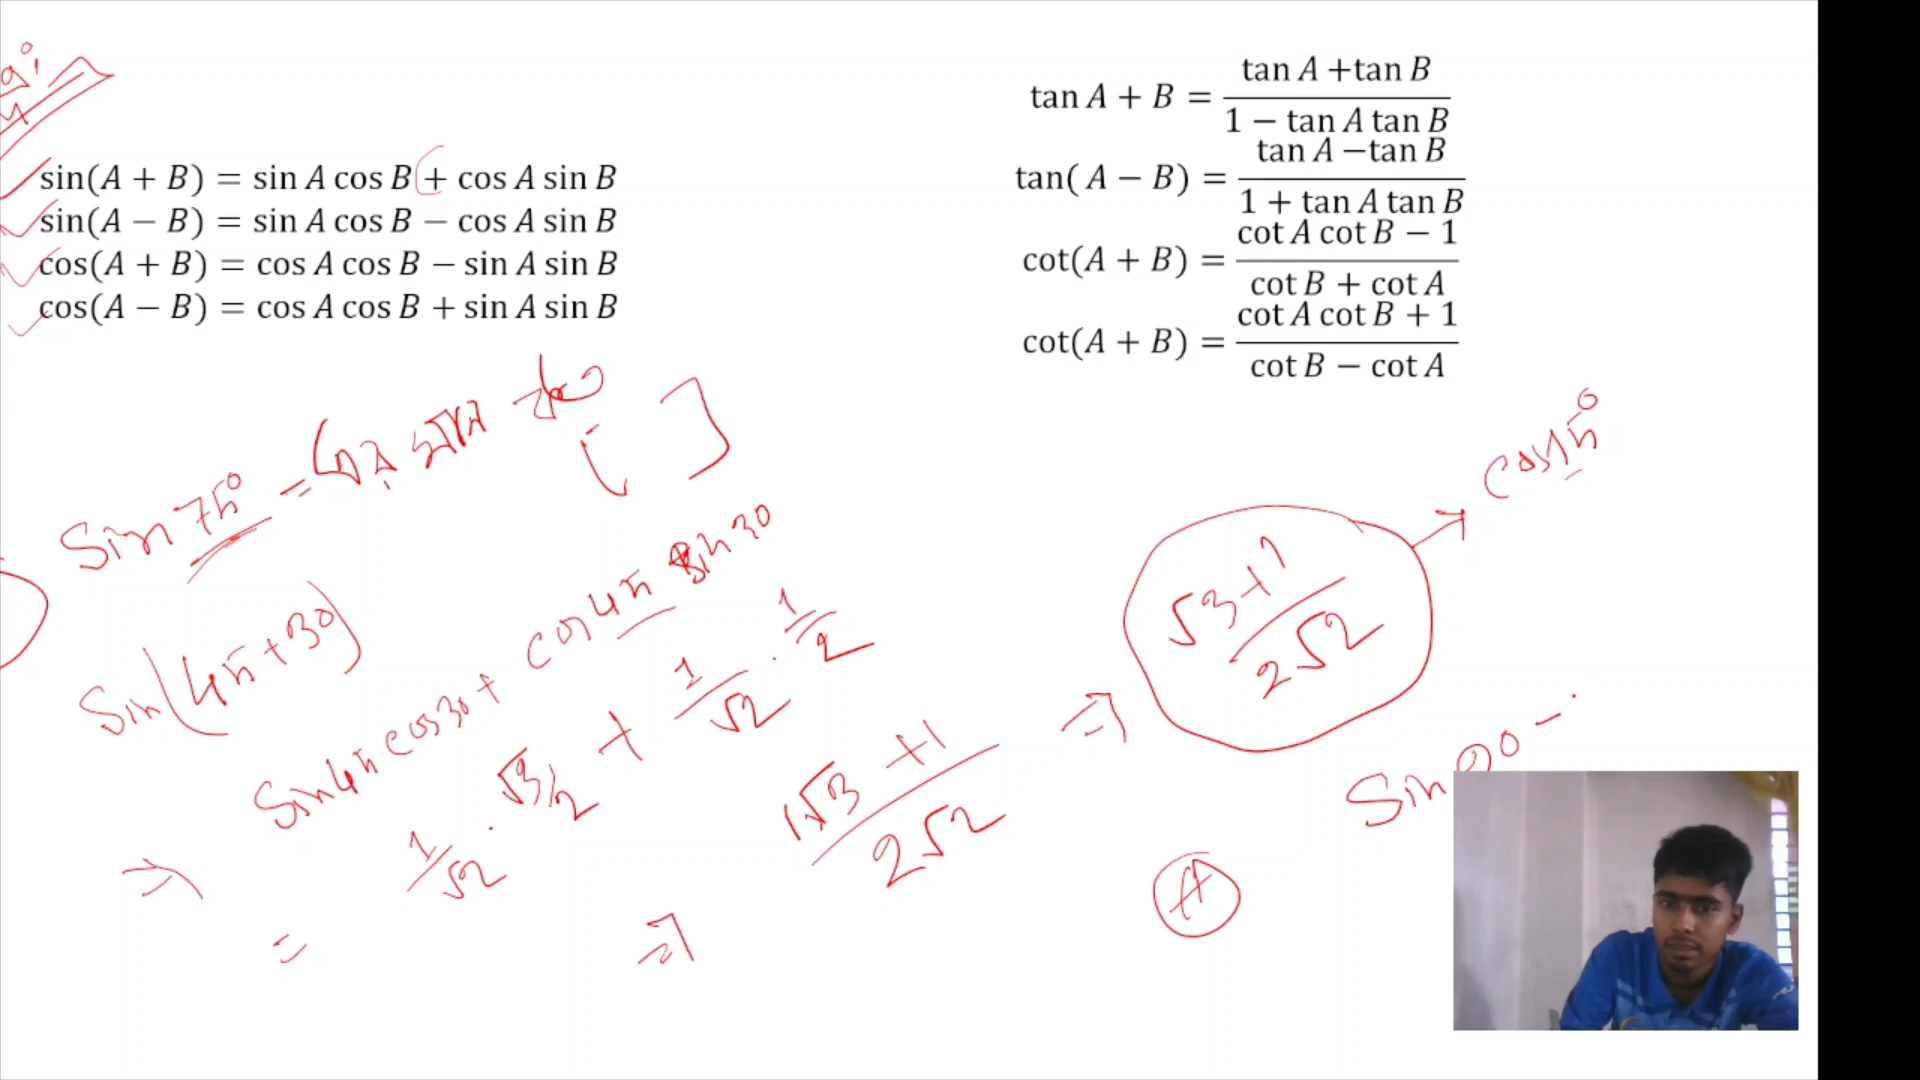 sin(A + B) = sin A cos B + cos A sin B
sin(A − B) = sin A cos B − cos A sin B
cos(A + B) = cos A cos B − sin A sin B
cos(A − B) = cos A cos B + sin A sin B
tan A + B = (tan A +tan B)/(1 − tan A tan B)
tan( A − B) = (tan A −tan B)/(1 + tan A tan B)
cot(A + B) = (cot A cot B − 1)/(cot B + cot A)
cot(A + B) = (cot A cot B + 1)/(cot B − cot A)
Sin 75° = এর মান [ ]
Sin(45+30)
⇒ Sin45 cos30 + cos45 sin30
= 1/√2 . √3/2 + 1/√2 . 1/2
⇒ (1√3 +1)/(2√2)
⇒ (√3+1)/(2√2) → cos15°
Sin 90 -
A